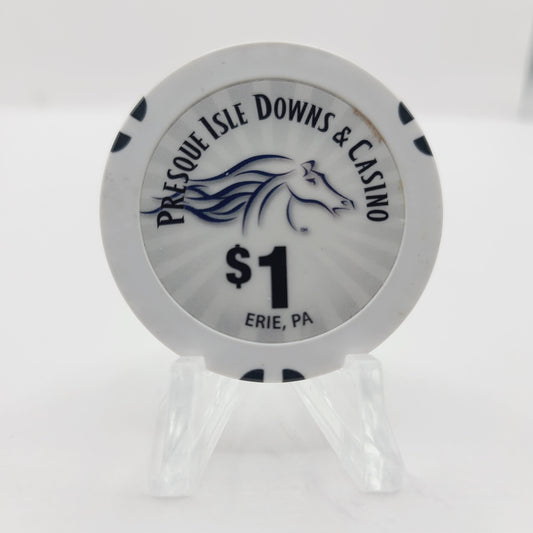 PRESQUE ISLE DOWNS & CASINO
$1
ERIE, PA